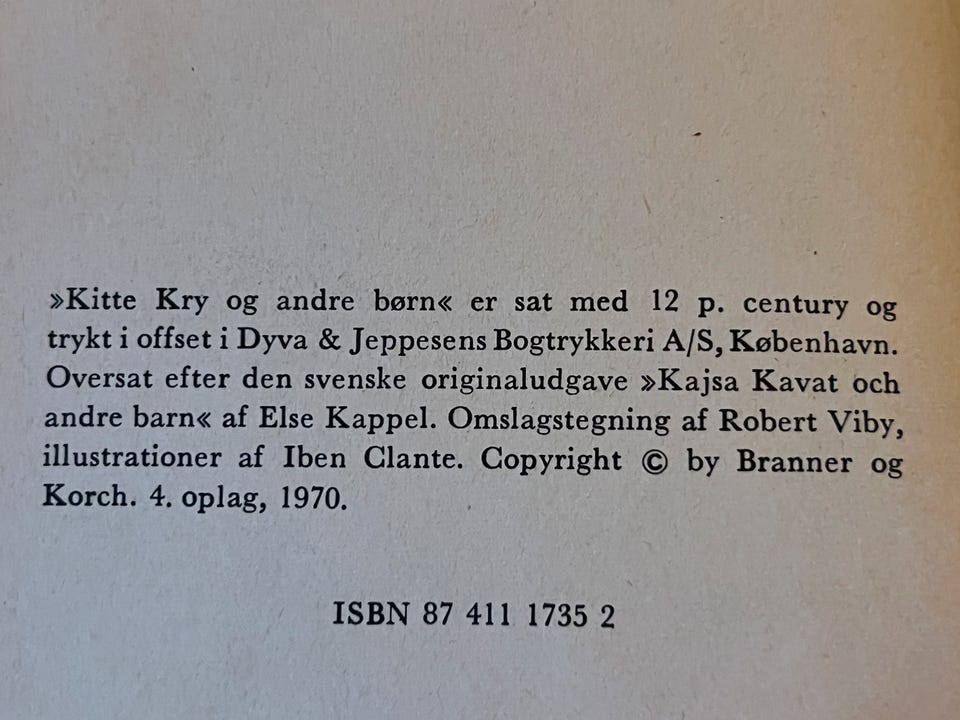 »Kitte Kry og andre børn« er sat med 12 p. century og
trykt i offset i Dyva & Jeppesens Bogtrykkeri A/S, København.
Oversat efter den svenske originaludgave »Kajsa Kavat och
andre barn« af Else Kappel. Omslagstegning af Robert Viby,
illustrationer af Iben Clante. Copyright © by Branner og
Korch. 4. oplag, 1970.
ISBN 87 411 1735 2